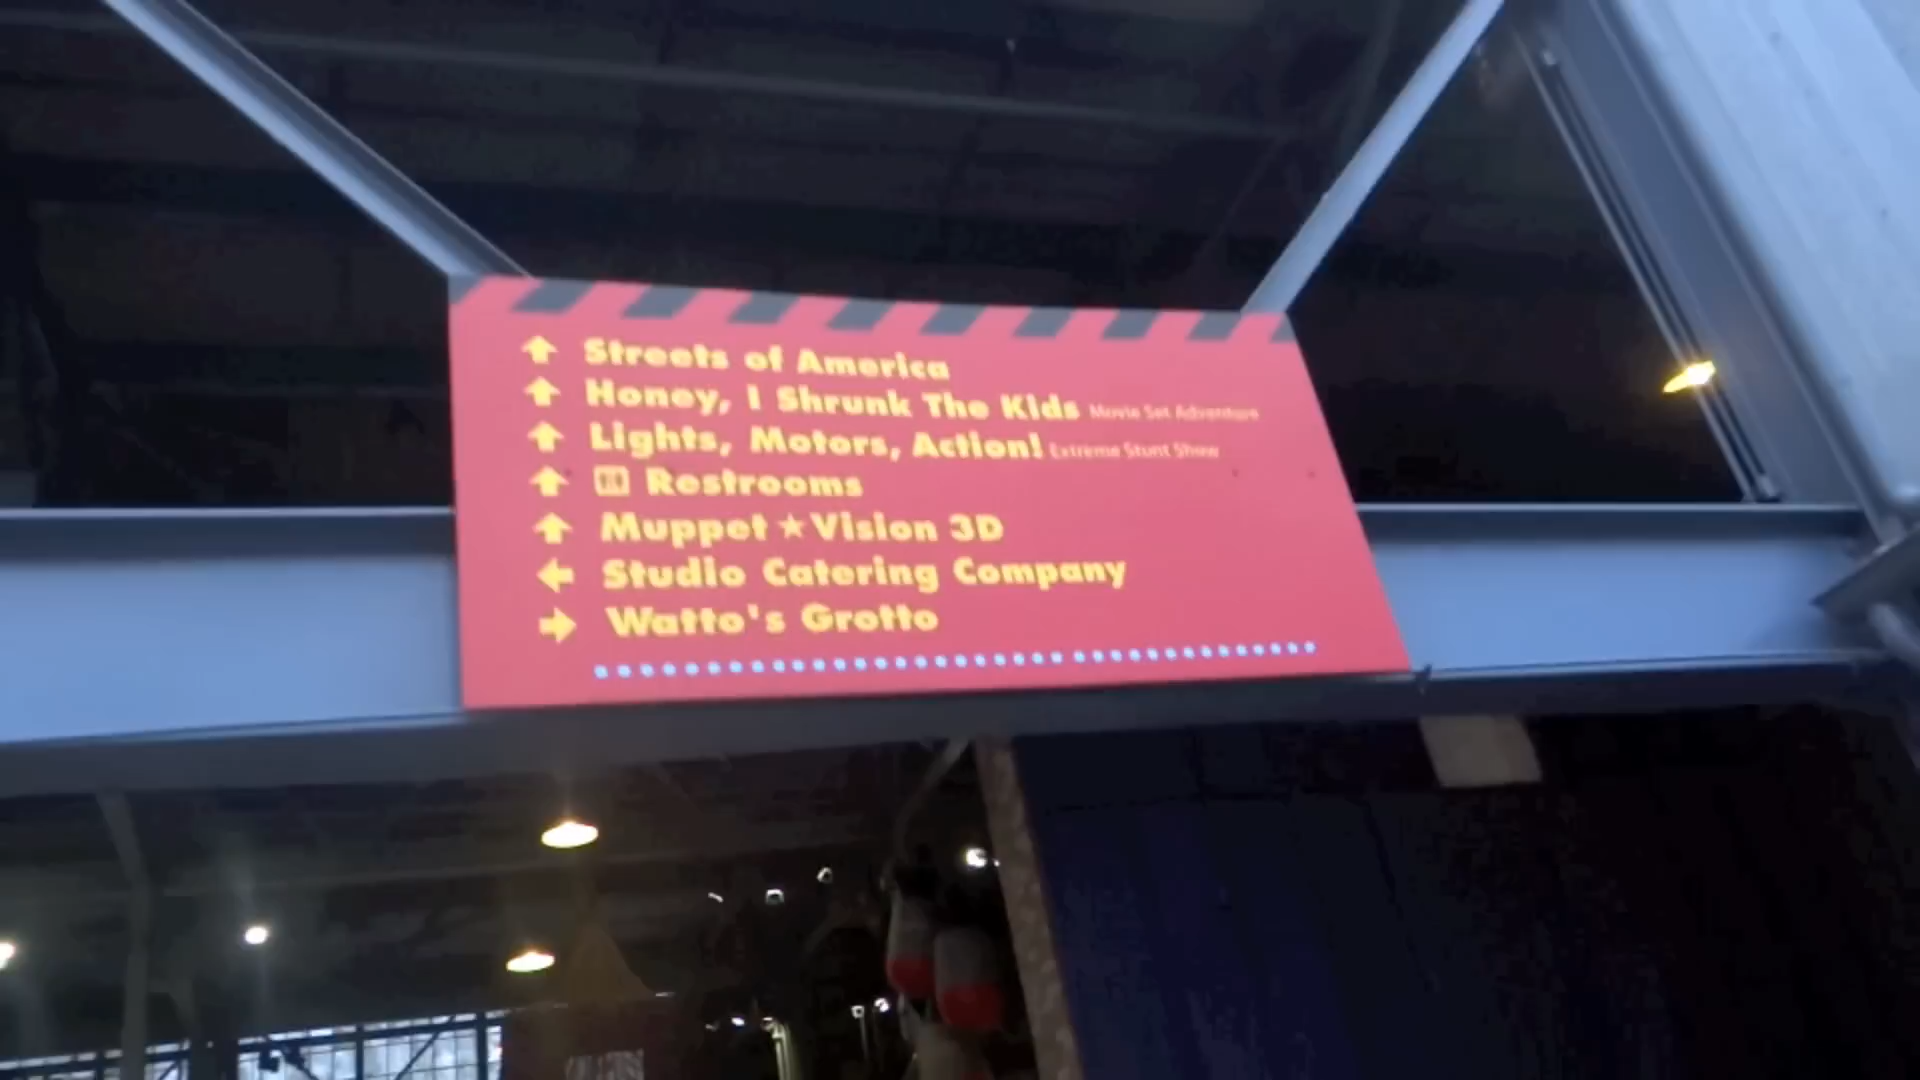 Streets of America
Honey, I Shrunk The Kids Movie Set Adventure
Lights, Motors, Action! Extreme Stunt Show
Restrooms
Muppet★Vision 3D
Studio Catering Company
Watto's Grotto